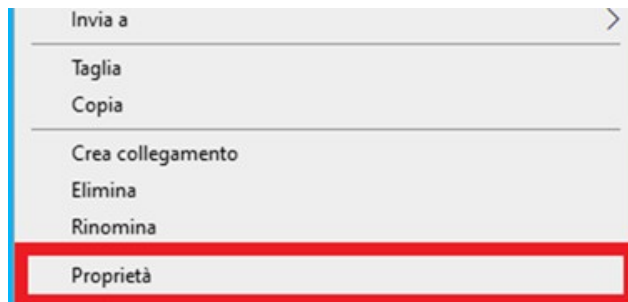 Invia a
Taglia
Copia
Crea collegamento
Elimina
Rinomina
Proprietà